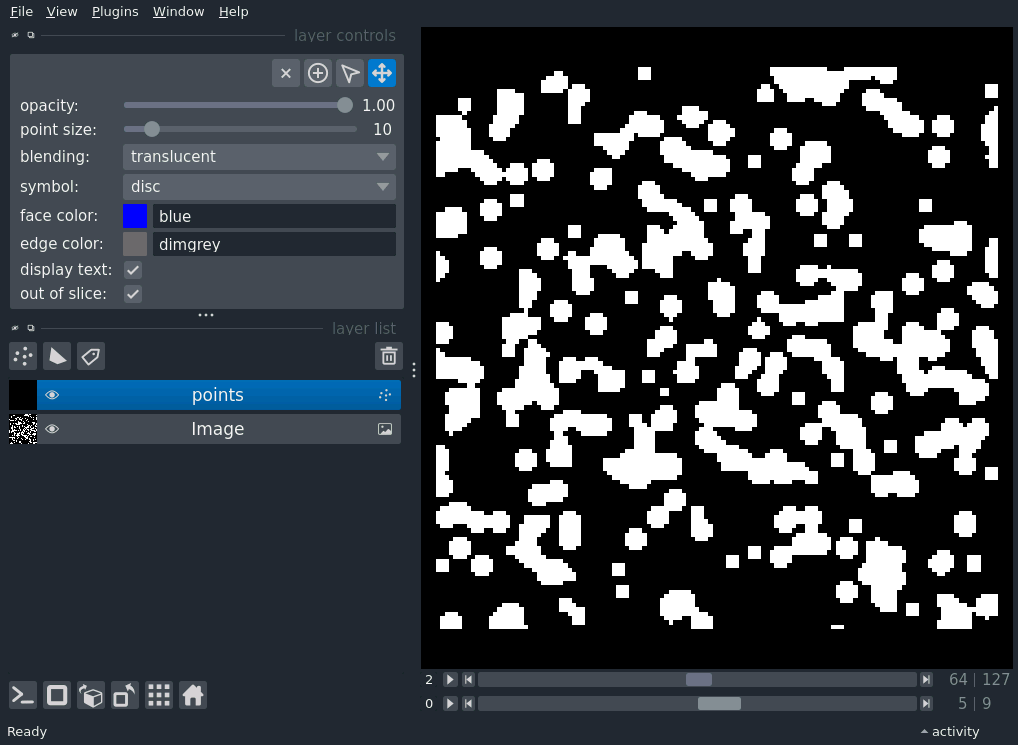 File View Plugins Window Help
layer controls
opacity: 1.00
point size: 10
blending: translucent
symbol: disc
face color: blue
edge color: dimgrey
display text:
out of slice:
layer list
points
Image
2 64 | 127
0 5 | 9
Ready activity